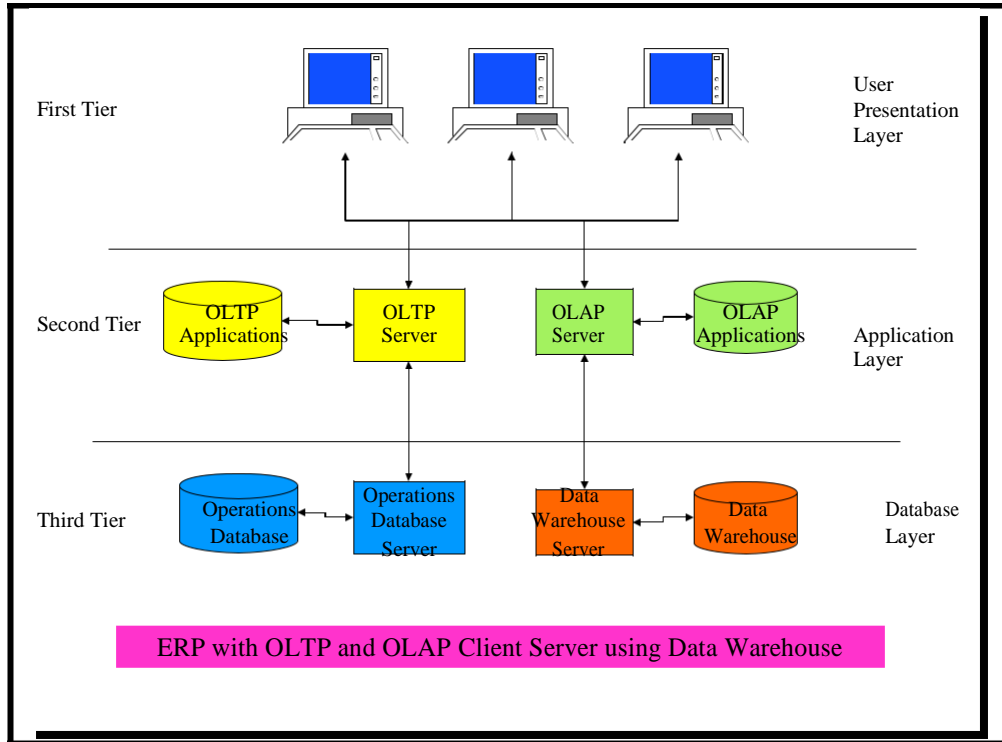 First Tier
User
Presentation
Layer
OLTP
Applications
OLTP
Server
OLAP
Server
OLAP
Applications
Second Tier
Application
Layer
Operations
Database
Operations
Database
Server
Data
Warehouse
Server
Data
Warehouse
Third Tier
Database
Layer
ERP with OLTP and OLAP Client Server using Data Warehouse